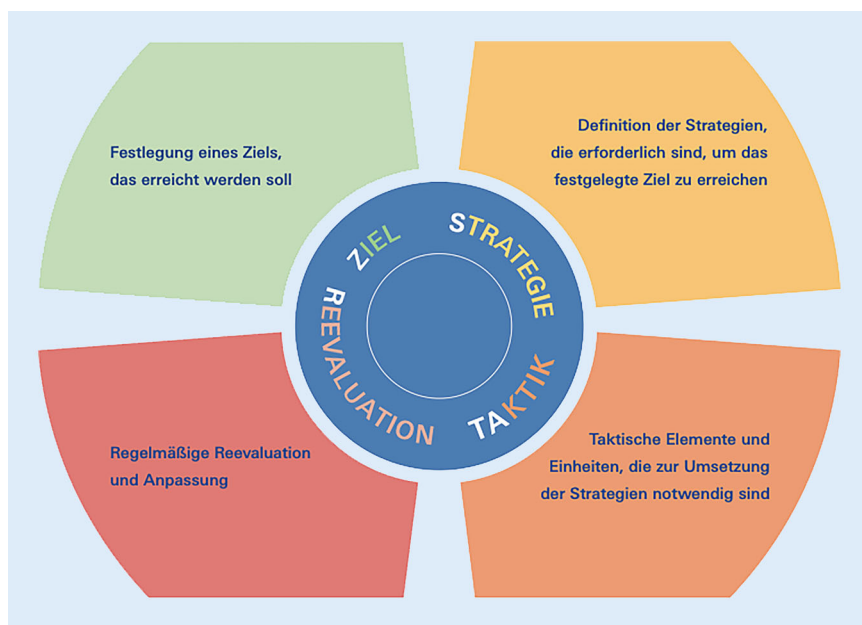 Festlegung eines Ziels,
das erreicht werden soll
Definition der Strategien,
die erforderlich sind, um das
festgelegte Ziel zu erreichen
ZIEL
STRATEGIE
REEVALUATION
TAKTIK
Regelmäßige Reevaluation
und Anpassung
Taktische Elemente und
Einheiten, die zur Umsetzung
der Strategien notwendig sind